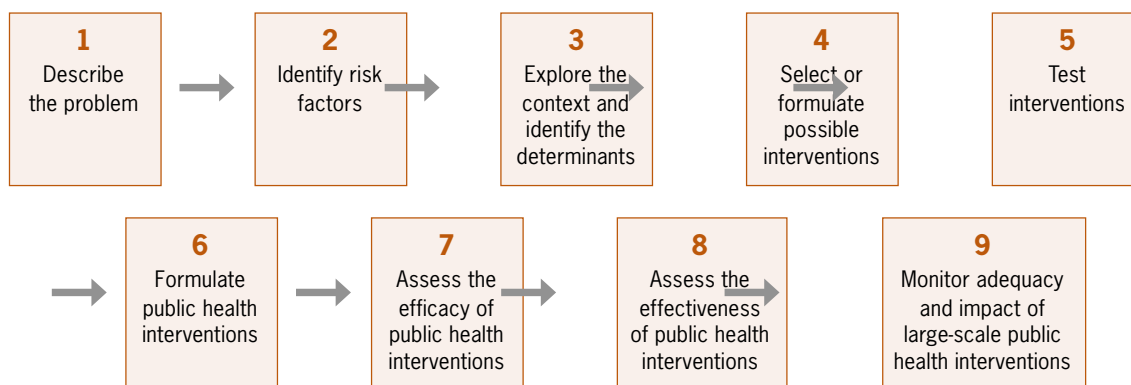 1
Describe
the problem
2
Identify risk
factors
3
Explore the
context and
identify the
determinants
4
Select or
formulate
possible
interventions
5
Test
interventions
6
Formulate
public health
interventions
7
Assess the
efficacy of
public health
interventions
8
Assess the
effectiveness
of public health
interventions
9
Monitor adequacy
and impact of
large-scale public
health interventions